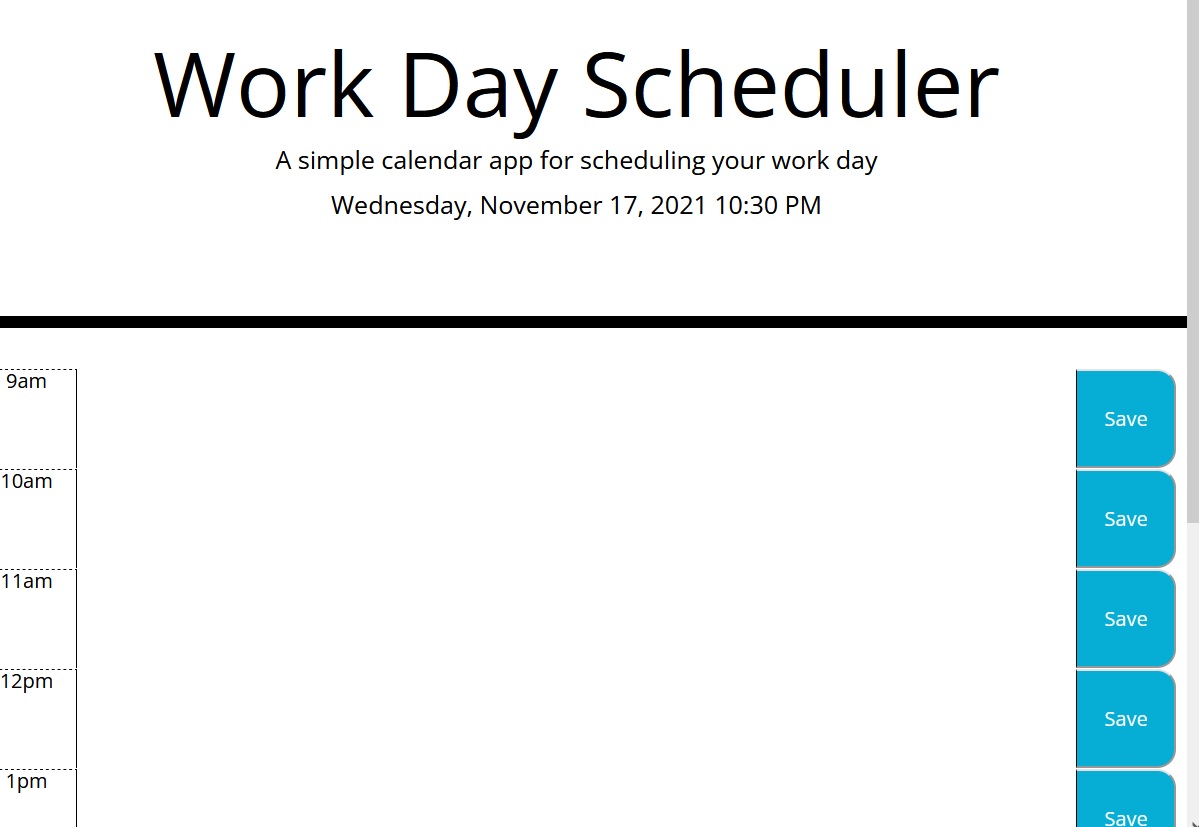 Work Day Scheduler
A simple calendar app for scheduling your work day
Wednesday, November 17, 2021 10:30 PM
9am
Save
10am
Save
11am
Save
12pm
Save
1pm
Save